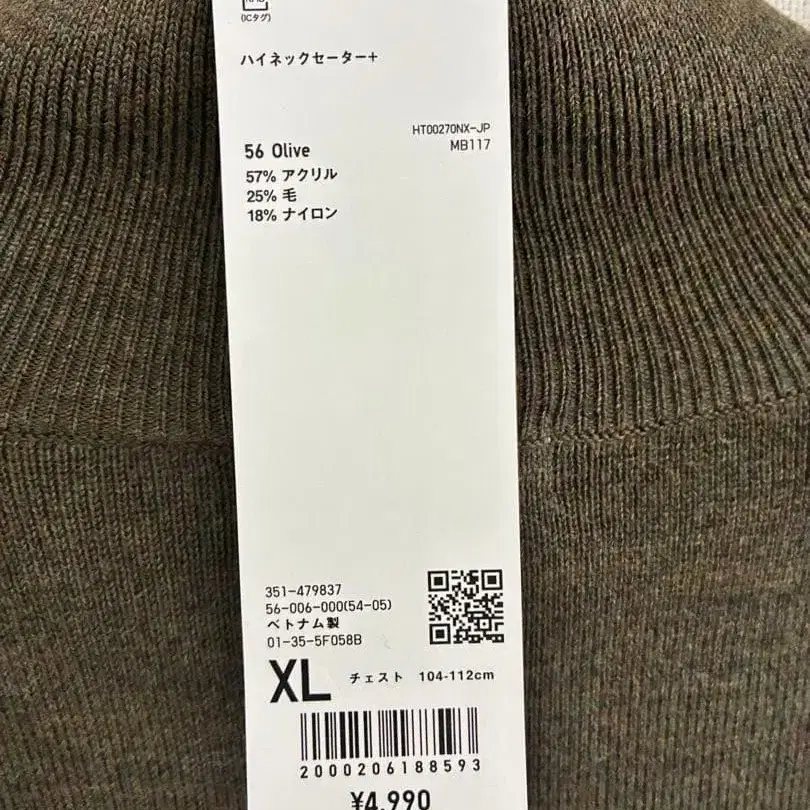 (ICタグ)
ハイネックセーター+
HT00270NX-JP
56 Olive
MB117
57% アクリル
25% 毛
18% ナイロン
351-479837
56-006-000(54-05)
ベトナム製
01-35-5F058B
XL チェスト 104-112cm
2000206188593
¥4,990